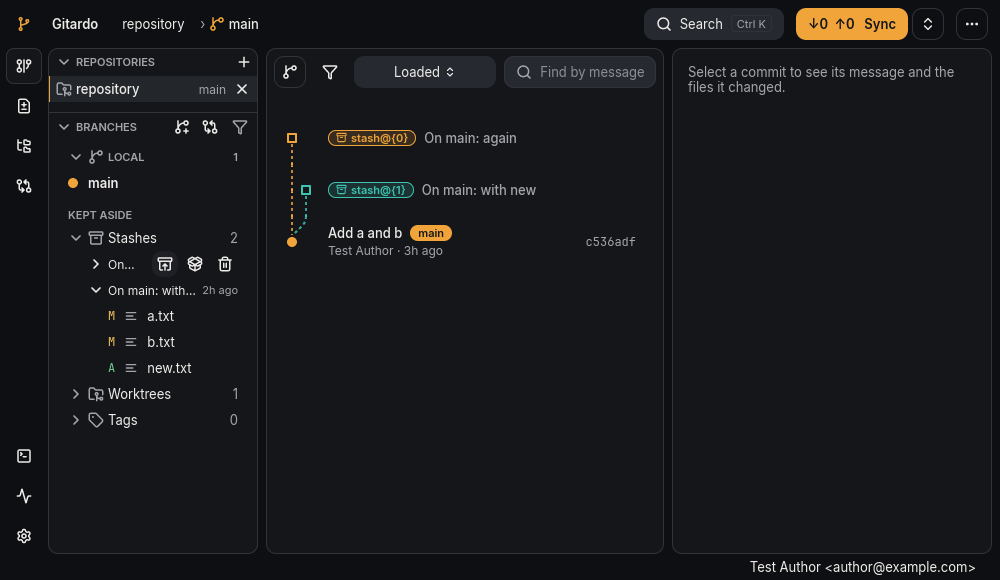 Gitardo
repository › main
Search Ctrl K
↓0 ↑0 Sync
REPOSITORIES
repository main
BRANCHES
LOCAL 1
main
KEPT ASIDE
Stashes 2
On...
On main: with... 2h ago
M a.txt
M b.txt
A new.txt
Worktrees 1
Tags 0
Loaded
Find by message
stash@{0} On main: again
stash@{1} On main: with new
Add a and b main
Test Author · 3h ago
c536adf
Select a commit to see its message and the
files it changed.
Test Author <author@example.com>